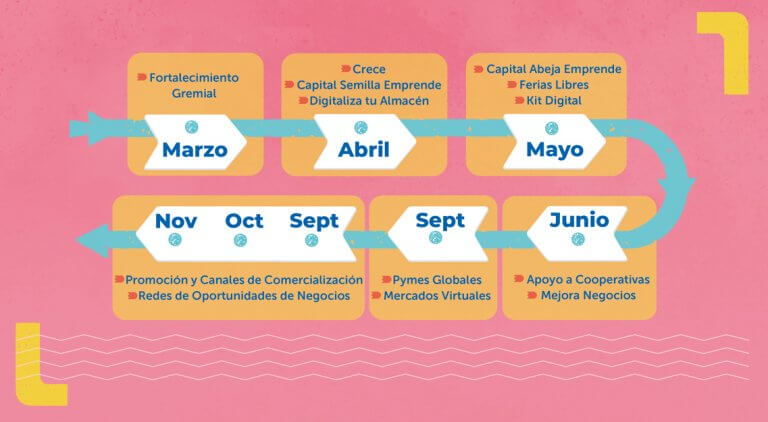 Fortalecimiento
Gremial
Marzo
Crece
Capital Semilla Emprende
Digitaliza tu Almacén
Abril
Capital Abeja Emprende
Ferias Libres
Kit Digital
Mayo
Junio
Apoyo a Cooperativas
Mejora Negocios
Sept
Pymes Globales
Mercados Virtuales
Nov Oct Sept
Promoción y Canales de Comercialización
Redes de Oportunidades de Negocios